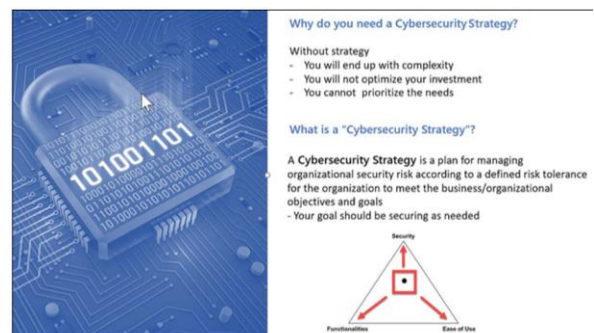 101001101
Why do you need a Cybersecurity Strategy?
Without strategy
- You will end up with complexity
- You will not optimize your investment
- You cannot prioritize the needs
What is a "Cybersecurity Strategy"?
A Cybersecurity Strategy is a plan for managing
organizational security risk according to a defined risk tolerance
for the organization to meet the business/organizational
objectives and goals
- Your goal should be securing as needed
Security
Functionalities
Ease of Use